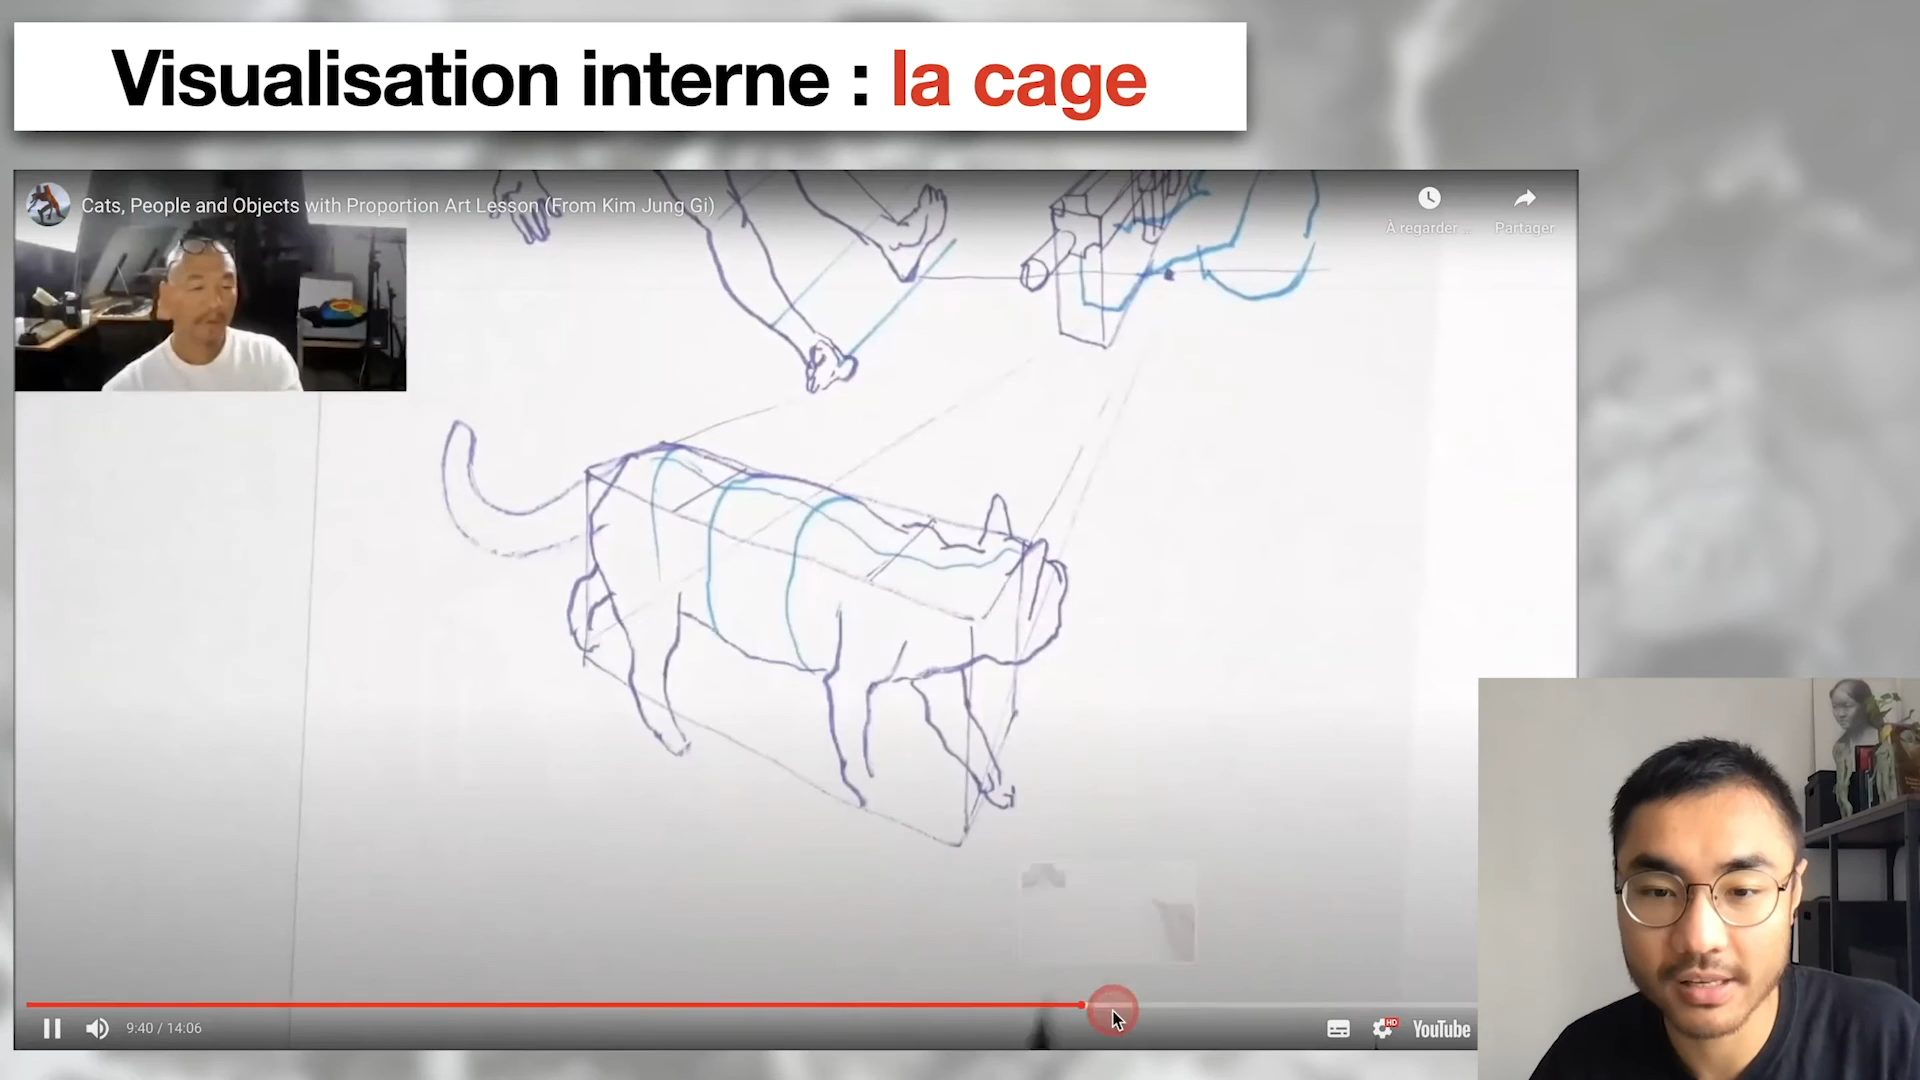 Visualisation interne : la cage
Cats, People and Objects with Proportion Art Lesson (From Kim Jung Gi)
À regarder ...
Partager
9:40 / 14:06
HD
YouTube